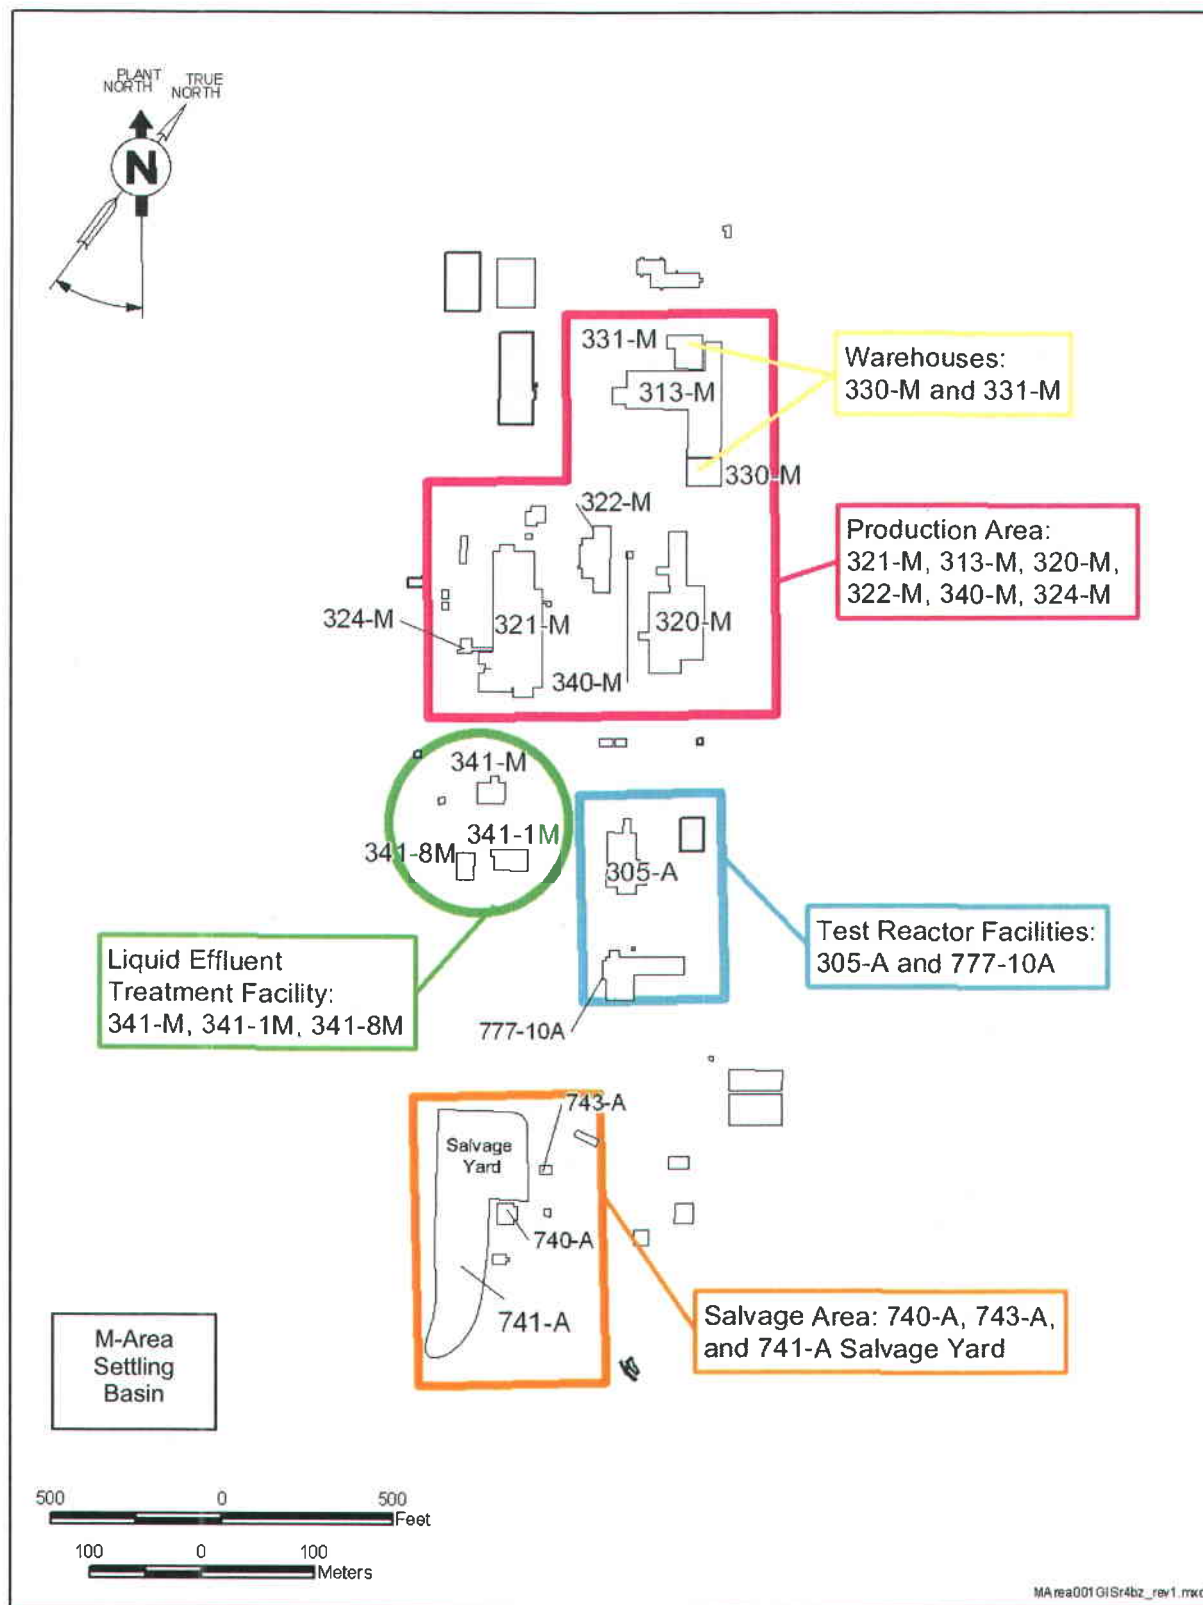 PLANT
NORTH
TRUE
NORTH
N
331-M
313-M
330-M
Warehouses:
330-M and 331-M
322-M
Production Area:
321-M, 313-M, 320-M,
322-M, 340-M, 324-M
324-M
321-M
320-M
340-M
341-M
341-1M
341-8M
305-A
Liquid Effluent
Treatment Facility:
341-M, 341-1M, 341-8M
Test Reactor Facilities:
305-A and 777-10A
777-10A
743-A
Salvage
Yard
740-A
741-A
Salvage Area: 740-A, 743-A,
and 741-A Salvage Yard
M-Area
Settling
Basin
500 0 500
Feet
100 0 100
Meters
MArea001GISr4bz_rev1.mxd